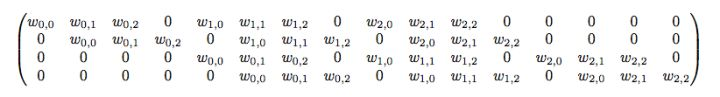 w0,0 w0,1 w0,2 0 w1,0 w1,1 w1,2 0 w2,0 w2,1 w2,2 0 0 0 0 0
0 w0,0 w0,1 w0,2 0 w1,0 w1,1 w1,2 0 w2,0 w2,1 w2,2 0 0 0 0
0 0 0 0 w0,0 w0,1 w0,2 0 w1,0 w1,1 w1,2 0 w2,0 w2,1 w2,2 0
0 0 0 0 0 w0,0 w0,1 w0,2 0 w1,0 w1,1 w1,2 0 w2,0 w2,1 w2,2